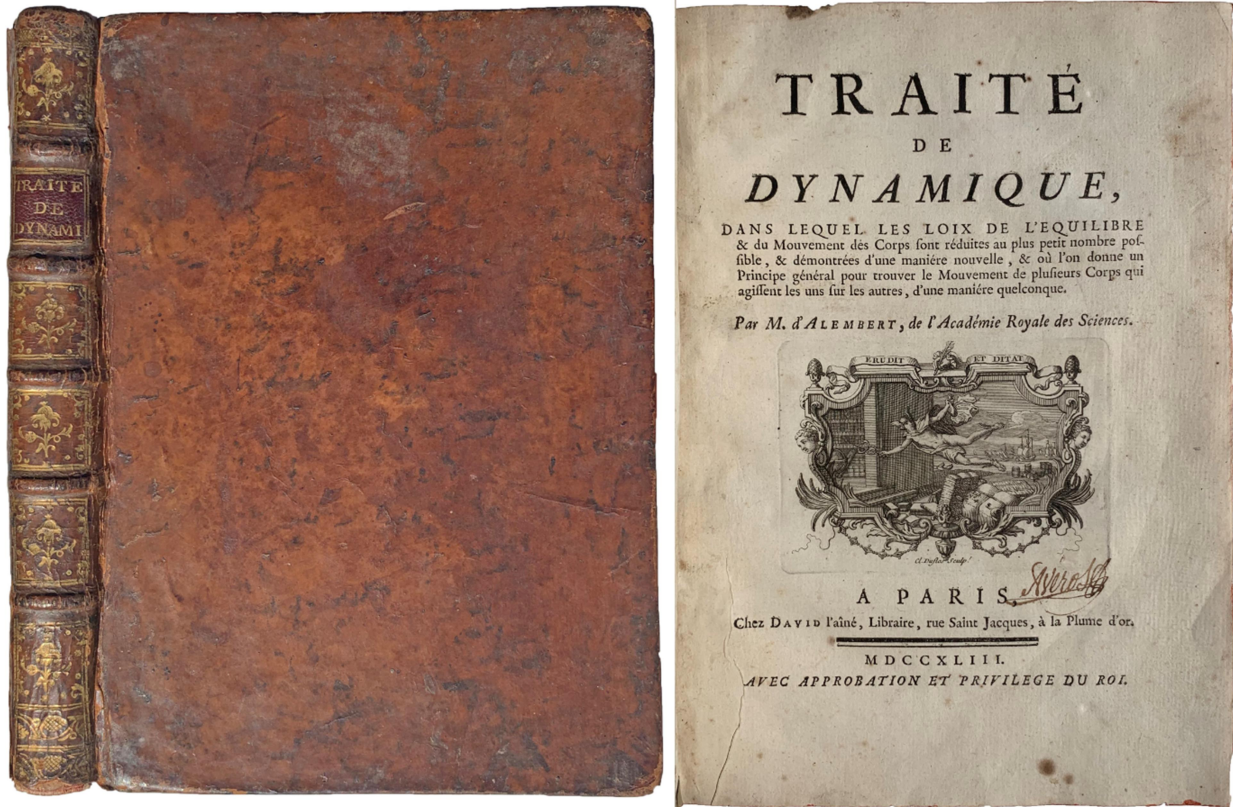 TRAITE
DE
DYNAMI
TRAITÉ
DE
DYNAMIQUE,
DANS LEQUEL LES LOIX DE L'EQUILIBRE
& du Mouvement des Corps sont réduites au plus petit nombre pos-
sible, & démontrées d'une maniére nouvelle, & où l'on donne un
Principe général pour trouver le Mouvement de plusieurs Corps qui
agissent les uns sur les autres, d'une maniére quelconque.
Par M. d'ALEMBERT, de l'Académie Royale des Sciences.
ERUDIT ET DITAT
Cl. Duflos Sculp.
A PARIS,
Chez DAVID l'aîné, Libraire, rue Saint Jacques, à la Plume d'or.
MDCCXLIII.
AVEC APPROBATION ET PRIVILEGE DU ROI.